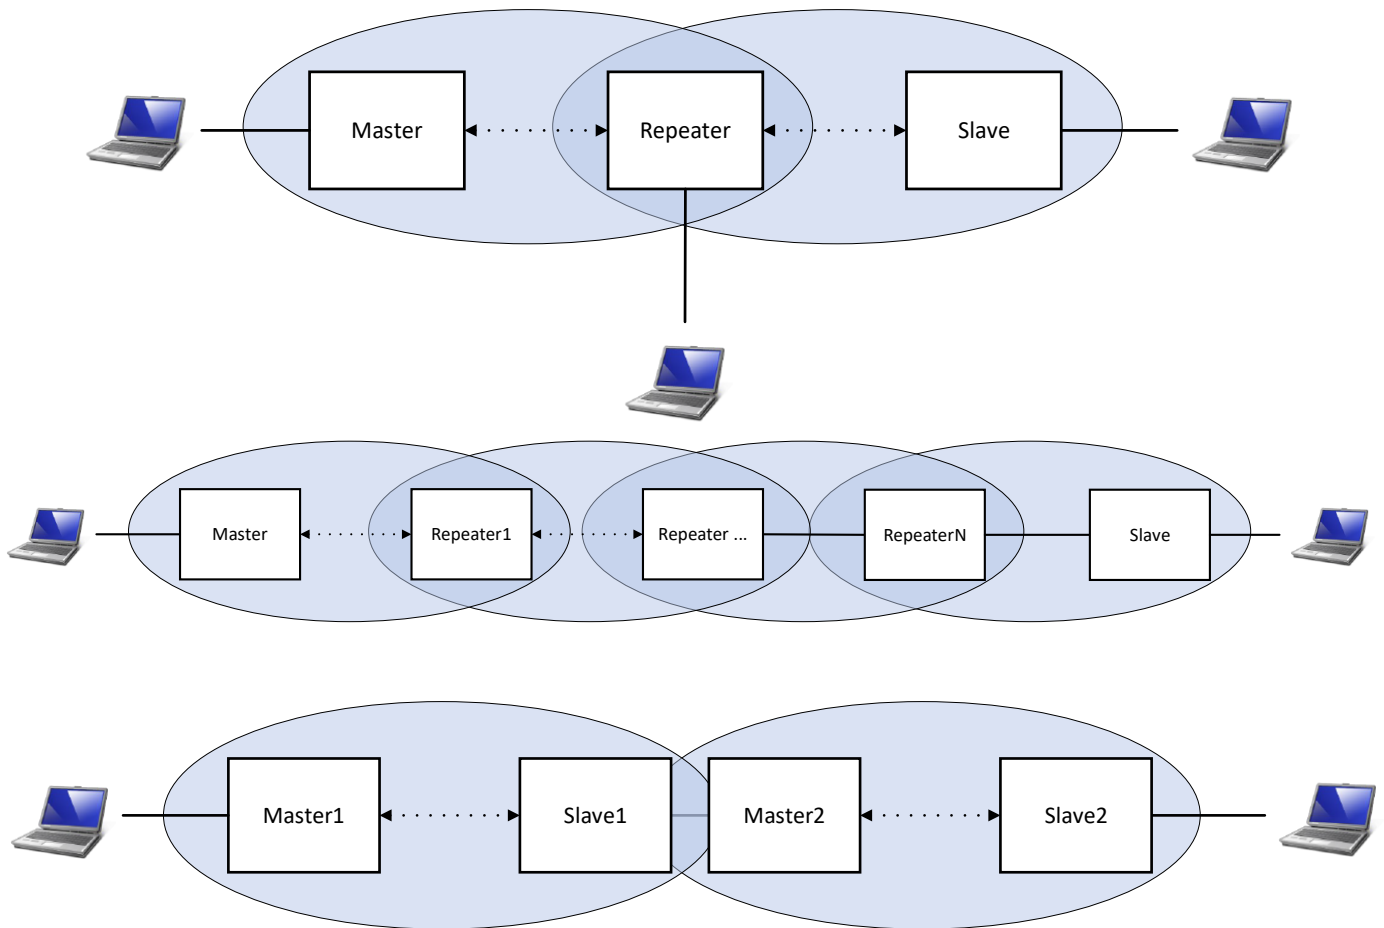 Master
Repeater
Slave
Master
Repeater1
Repeater ...
RepeaterN
Slave
Master1
Slave1
Master2
Slave2